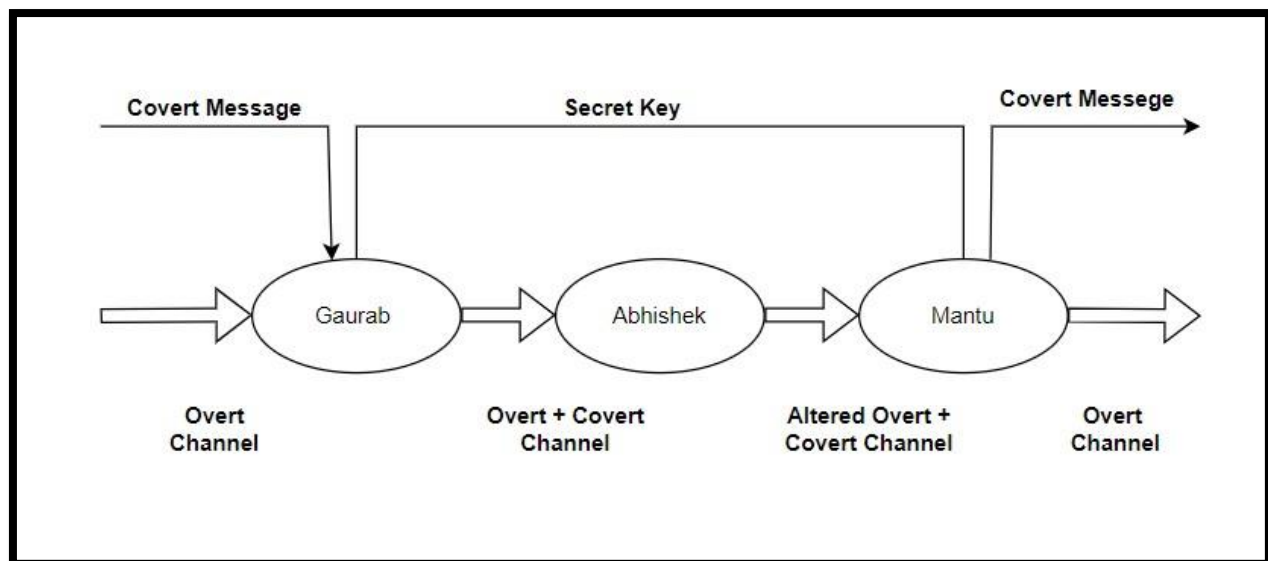 Covert Message
Secret Key
Covert Messege
Gaurab
Abhishek
Mantu
Overt
Channel
Overt + Covert
Channel
Altered Overt +
Covert Channel
Overt
Channel